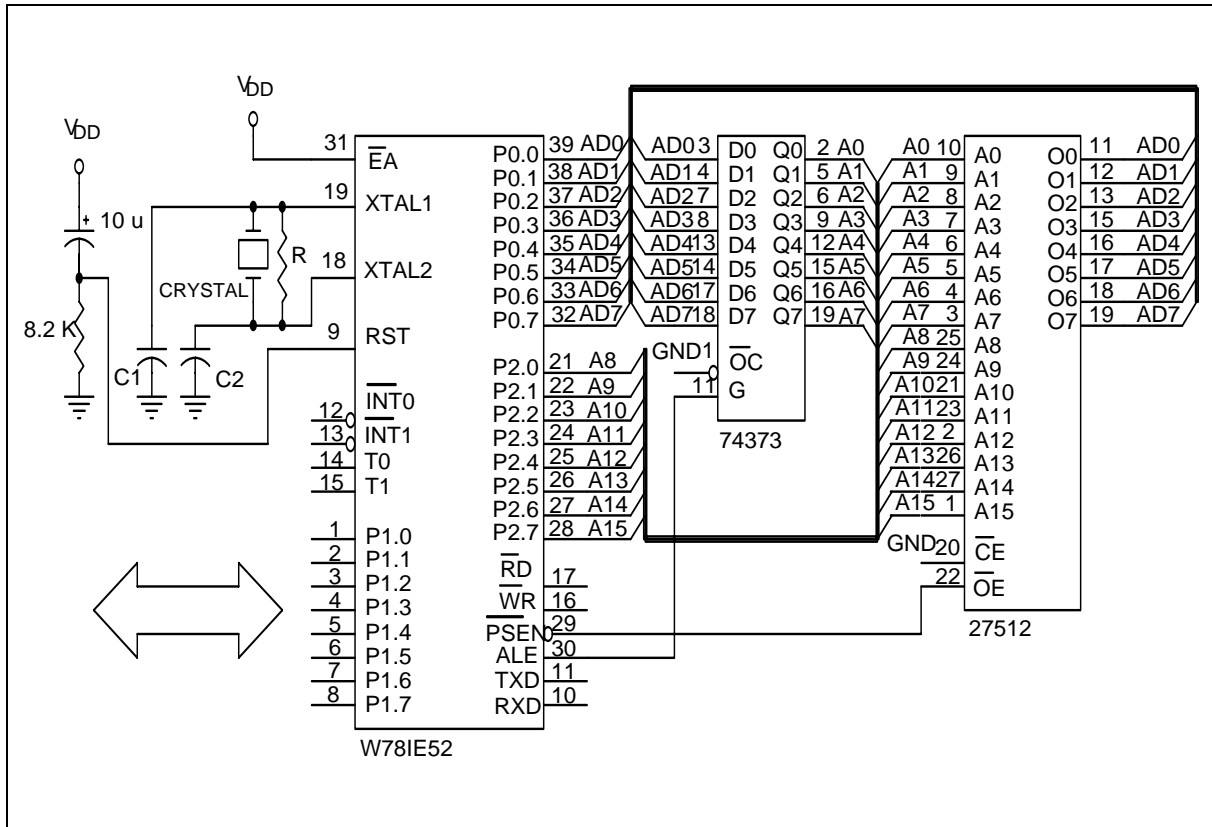 VDD
VDD
10 u
8.2 K
C1
C2
CRYSTAL
R
31 EA
19 XTAL1
18 XTAL2
9 RST
12 INT0
13 INT1
14 T0
15 T1
1 P1.0
2 P1.1
3 P1.2
4 P1.3
5 P1.4
6 P1.5
7 P1.6
8 P1.7
P0.0 39 AD0
P0.1 38 AD1
P0.2 37 AD2
P0.3 36 AD3
P0.4 35 AD4
P0.5 34 AD5
P0.6 33 AD6
P0.7 32 AD7
P2.0 21 A8
P2.1 22 A9
P2.2 23 A10
P2.3 24 A11
P2.4 25 A12
P2.5 26 A13
P2.6 27 A14
P2.7 28 A15
RD 17
WR 16
PSEN 29
ALE 30
TXD 11
RXD 10
W78IE52
AD0 3 D0 Q0 2 A0
AD1 4 D1 Q1 5 A1
AD2 7 D2 Q2 6 A2
AD3 8 D3 Q3 9 A3
AD4 13 D4 Q4 12 A4
AD5 14 D5 Q5 15 A5
AD6 17 D6 Q6 16 A6
AD7 18 D7 Q7 19 A7
GND 1 OC
11 G
74373
A0 10 A0 O0 11 AD0
A1 9 A1 O1 12 AD1
A2 8 A2 O2 13 AD2
A3 7 A3 O3 15 AD3
A4 6 A4 O4 16 AD4
A5 5 A5 O5 17 AD5
A6 4 A6 O6 18 AD6
A7 3 A7 O7 19 AD7
A8 25 A8
A9 24 A9
A10 21 A10
A11 23 A11
A12 2 A12
A13 26 A13
A14 27 A14
A15 1 A15
GND 20 CE
22 OE
27512